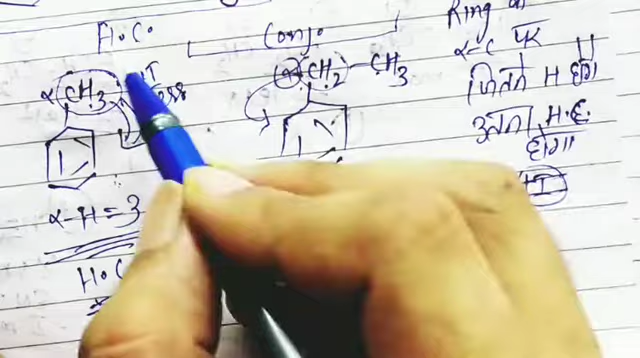 H.C. Conj.
α CH3
α CH2 – CH3
α-H = 3
H.C
Ring के
α-C पर
जितने H होंगे
उतना H.E.
होगा
+I